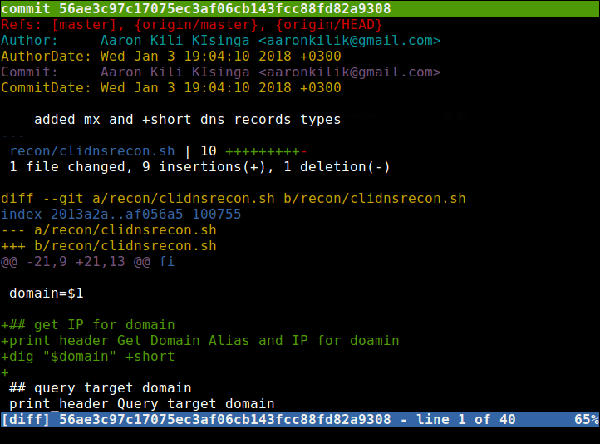 commit 56ae3c97c17075ec3af06cb143fcc88fd82a9308
Refs: [master], {origin/master}, {origin/HEAD}
Author:     Aaron Kili KIsinga <aaronkilik@gmail.com>
AuthorDate: Wed Jan 3 19:04:10 2018 +0300
Commit:     Aaron Kili KIsinga <aaronkilik@gmail.com>
CommitDate: Wed Jan 3 19:04:10 2018 +0300

    added mx and +short dns records types
---
 recon/clidnsrecon.sh | 10 +++++++++-
 1 file changed, 9 insertions(+), 1 deletion(-)

diff --git a/recon/clidnsrecon.sh b/recon/clidnsrecon.sh
index 2013a2a..af056a5 100755
--- a/recon/clidnsrecon.sh
+++ b/recon/clidnsrecon.sh
@@ -21,9 +21,13 @@ fi

 domain=$1

+## get IP for domain
+print header Get Domain Alias and IP for doamin
+dig "$domain" +short
+
 ## query target domain
 print header Query target domain
[diff] 56ae3c97c17075ec3af06cb143fcc88fd82a9308 - line 1 of 40 65%